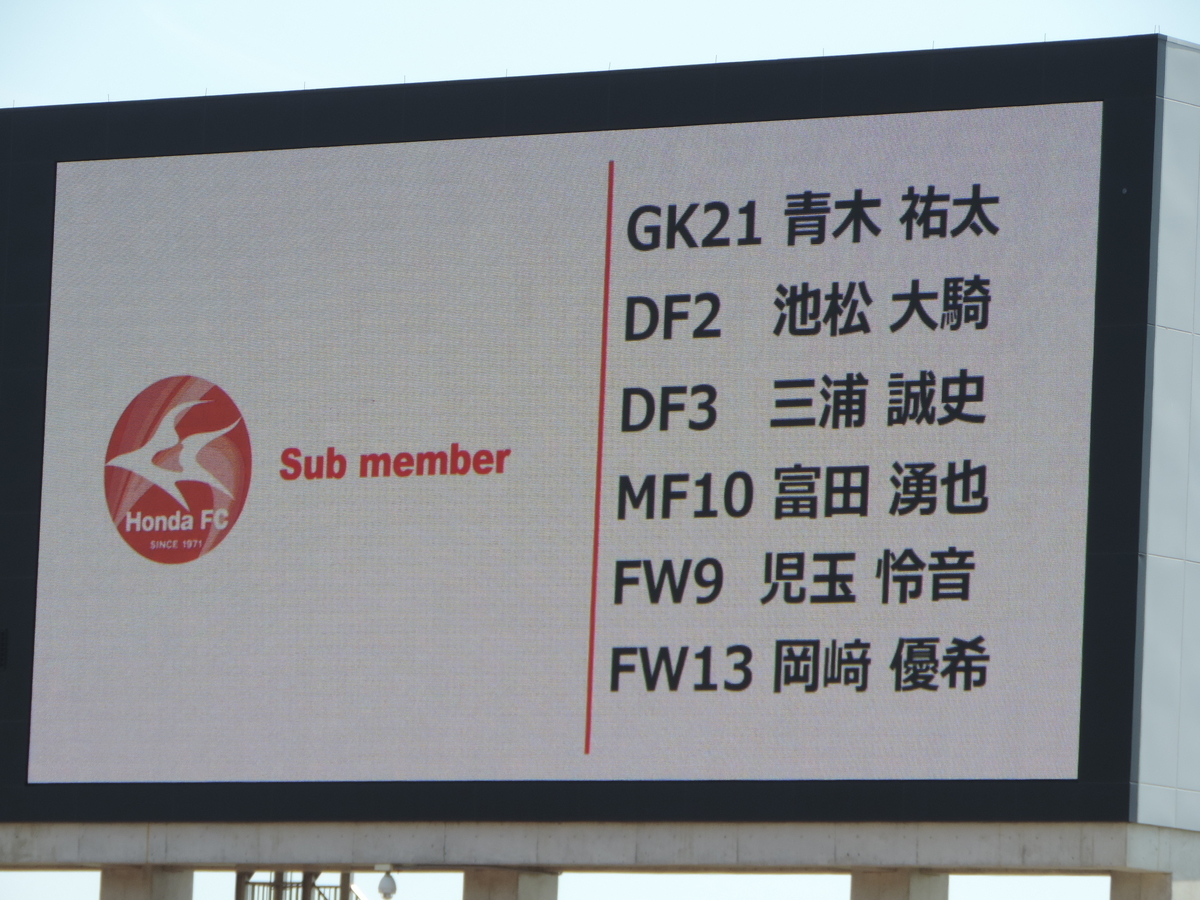 Honda FC
SINCE 1971
Sub member
GK21 青木 祐太
DF2 池松 大騎
DF3 三浦 誠史
MF10 富田 湧也
FW9 児玉 怜音
FW13 岡﨑 優希